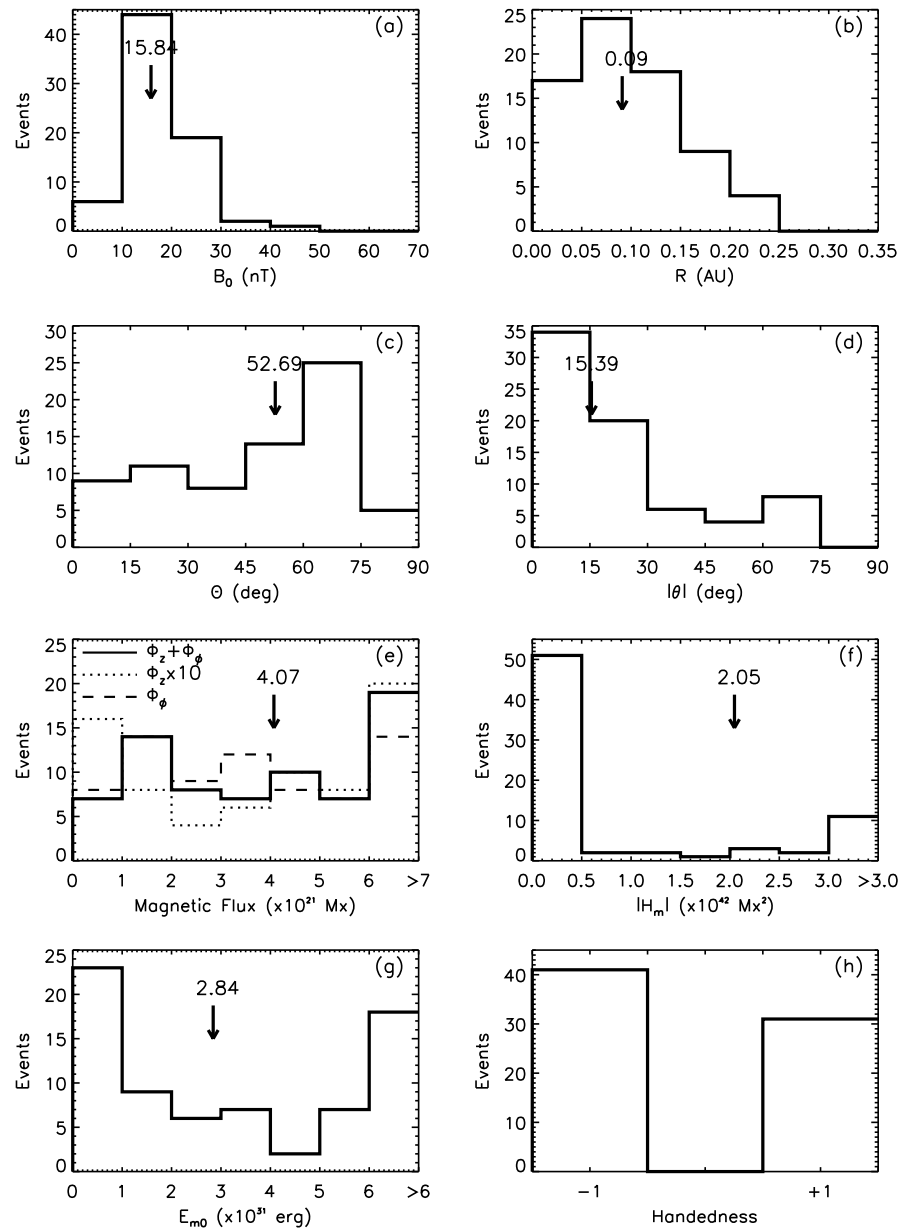 (a)
15.84
Events
40
30
20
10
0
0 10 20 30 40 50 60 70
B₀ (nT)
(b)
0.09
Events
25
20
15
10
5
0
0.00 0.05 0.10 0.15 0.20 0.25 0.30 0.35
R (AU)
(c)
52.69
Events
30
25
20
15
10
5
0
0 15 30 45 60 75 90
Θ (deg)
(d)
15.39
Events
35
30
25
20
15
10
5
0
0 15 30 45 60 75 90
|θ| (deg)
(e)
Φz+Φϕ
Φz×10
Φϕ
4.07
Events
25
20
15
10
5
0
0 1 2 3 4 5 6 >7
Magnetic Flux (x10²¹ Mx)
(f)
2.05
Events
50
40
30
20
10
0
0.0 0.5 1.0 1.5 2.0 2.5 3.0 >3.0
|Hm| (x10⁴² Mx²)
(g)
2.84
Events
25
20
15
10
5
0
0 1 2 3 4 5 6 >6
Em0 (x10³¹ erg)
(h)
Events
40
30
20
10
0
−1 +1
Handedness